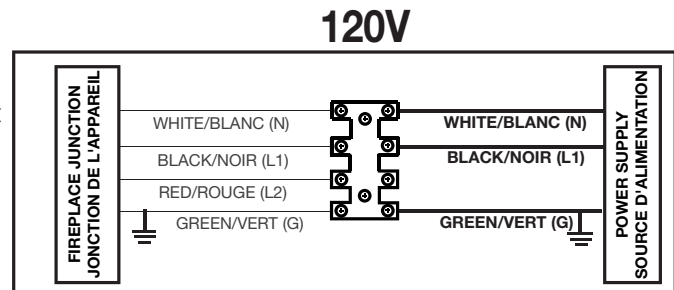 120V
FIREPLACE JUNCTION
JONCTION DE L'APPAREIL
WHITE/BLANC (N)
BLACK/NOIR (L1)
RED/ROUGE (L2)
GREEN/VERT (G)
WHITE/BLANC (N)
BLACK/NOIR (L1)
GREEN/VERT (G)
POWER SUPPLY
SOURCE D'ALIMENTATION